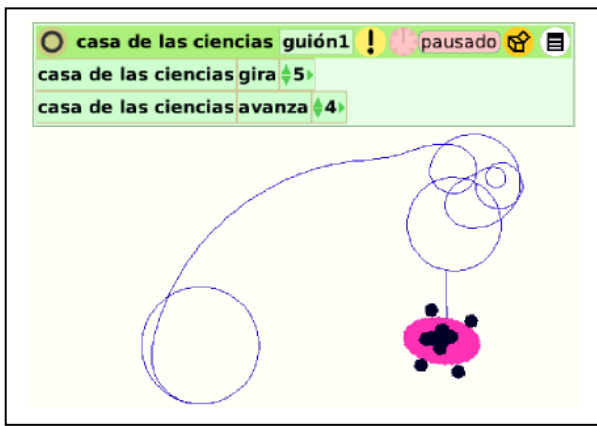 casa de las ciencias guión1 ! pausado
casa de las ciencias gira 5
casa de las ciencias avanza 4